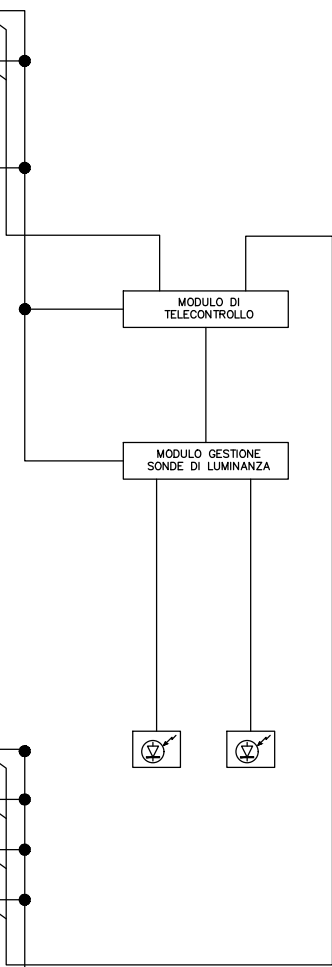 MODULO DI
TELECONTROLLO
MODULO GESTIONE
SONDE DI LUMINANZA